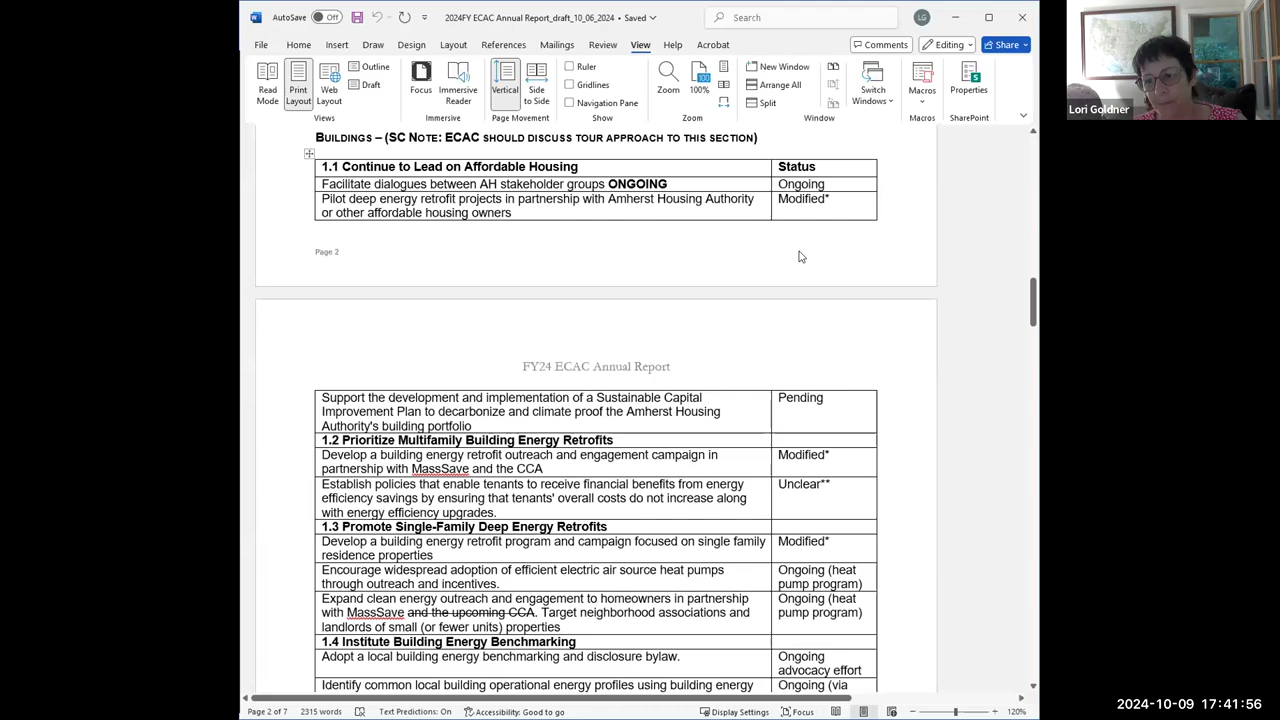 AutoSave Off 2024FY ECAC Annual Report_draft_10_06_2024 • Saved Search LG
File Home Insert Draw Design Layout References Mailings Review View Help Acrobat Comments Editing Share
Read Mode Print Layout Web Layout Outline Draft Focus Immersive Reader Vertical Side to Side Zoom 100 100% Ruler Gridlines Navigation Pane New Window Arrange All Split Switch Windows Macros Properties
Views Immersive Page Movement Show Zoom Window Macros SharePoint
Lori Goldner
BUILDINGS – (SC NOTE: ECAC SHOULD DISCUSS TOUR APPROACH TO THIS SECTION)
1.1 Continue to Lead on Affordable Housing Status
Facilitate dialogues between AH stakeholder groups ONGOING Ongoing
Pilot deep energy retrofit projects in partnership with Amherst Housing Authority Modified*
or other affordable housing owners
Page 2
FY24 ECAC Annual Report
Support the development and implementation of a Sustainable Capital Pending
Improvement Plan to decarbonize and climate proof the Amherst Housing
Authority's building portfolio
1.2 Prioritize Multifamily Building Energy Retrofits
Develop a building energy retrofit outreach and engagement campaign in Modified*
partnership with MassSave and the CCA
Establish policies that enable tenants to receive financial benefits from energy Unclear**
efficiency savings by ensuring that tenants' overall costs do not increase along
with energy efficiency upgrades.
1.3 Promote Single-Family Deep Energy Retrofits
Develop a building energy retrofit program and campaign focused on single family Modified*
residence properties
Encourage widespread adoption of efficient electric air source heat pumps Ongoing (heat
through outreach and incentives. pump program)
Expand clean energy outreach and engagement to homeowners in partnership Ongoing (heat
with MassSave and the upcoming CCA. Target neighborhood associations and pump program)
landlords of small (or fewer units) properties
1.4 Institute Building Energy Benchmarking
Adopt a local building energy benchmarking and disclosure bylaw. Ongoing
advocacy effort
Identify common local building operational energy profiles using building energy Ongoing (via
Page 2 of 7 2315 words Text Predictions: On Accessibility: Good to go Display Settings Focus 120%
2024-10-09 17:41:56